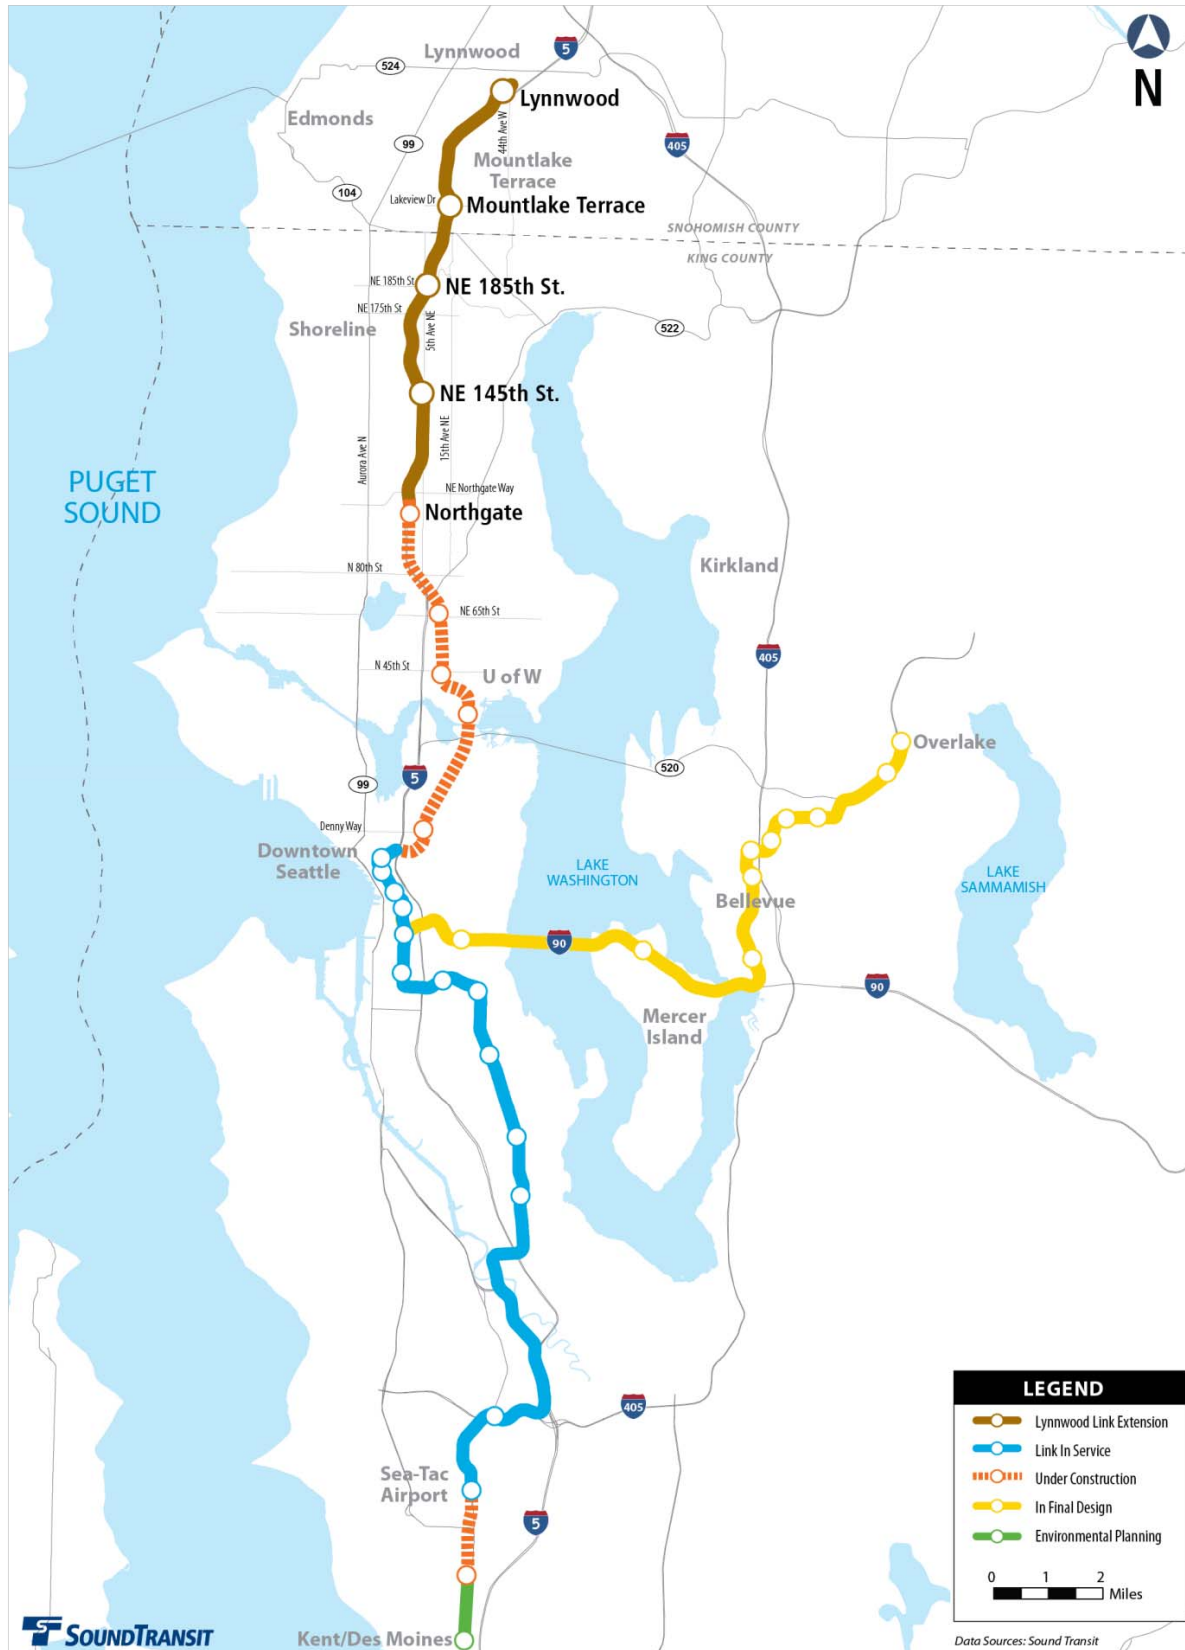 Lynnwood
5
N
524
Lynnwood
Edmonds
44th Ave W
99
405
Mountlake
Terrace
104
Lakeview Dr
Mountlake Terrace
SNOHOMISH COUNTY
KING COUNTY
NE 185th St
NE 185th St.
NE 175th St
Shoreline
5th Ave NE
522
NE 145th St.
Aurora Ave N
15th Ave NE
PUGET
SOUND
NE Northgate Way
Northgate
N 80th St
Kirkland
NE 65th St
N 45th St
U of W
405
Overlake
520
5
99
Denny Way
Downtown
Seattle
LAKE
WASHINGTON
LAKE
SAMMAMISH
Bellevue
90
90
Mercer
Island
405
Sea-Tac
Airport
5
Kent/Des Moines
LEGEND
Lynnwood Link Extension
Link In Service
Under Construction
In Final Design
Environmental Planning
0 1 2
Miles
ST SOUNDTRANSIT
Data Sources: Sound Transit